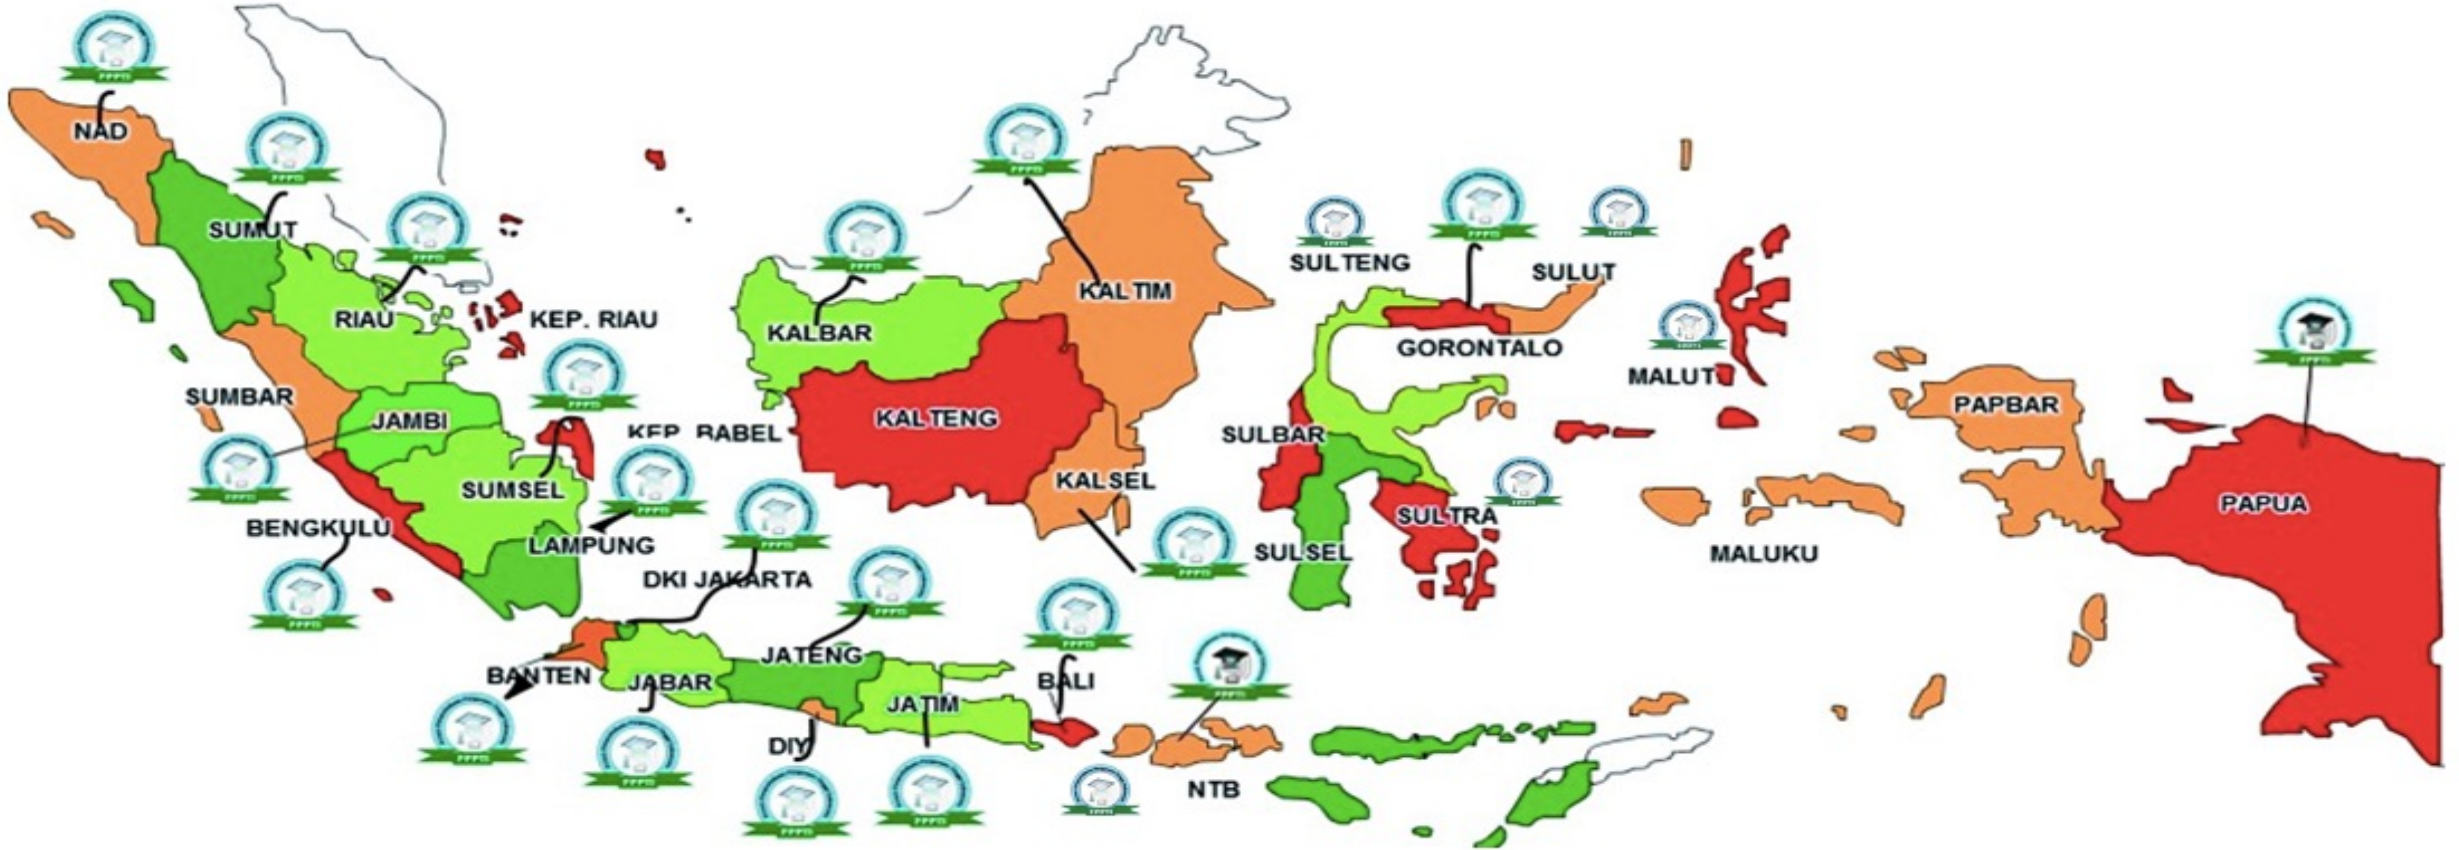 NAD
SUMUT
RIAU
KEP. RIAU
SUMBAR
JAMBI
KEP. BABEL
SUMSEL
BENGKULU
LAMPUNG
DKI JAKARTA
BANTEN
JABAR
JATENG
DIY
JATIM
BALI
NTB
KALBAR
KALTIM
KALTENG
KALSEL
SULTENG
SULUT
GORONTALO
SULBAR
SULTRA
SULSEL
MALUT
MALUKU
PAPBAR
PAPUA